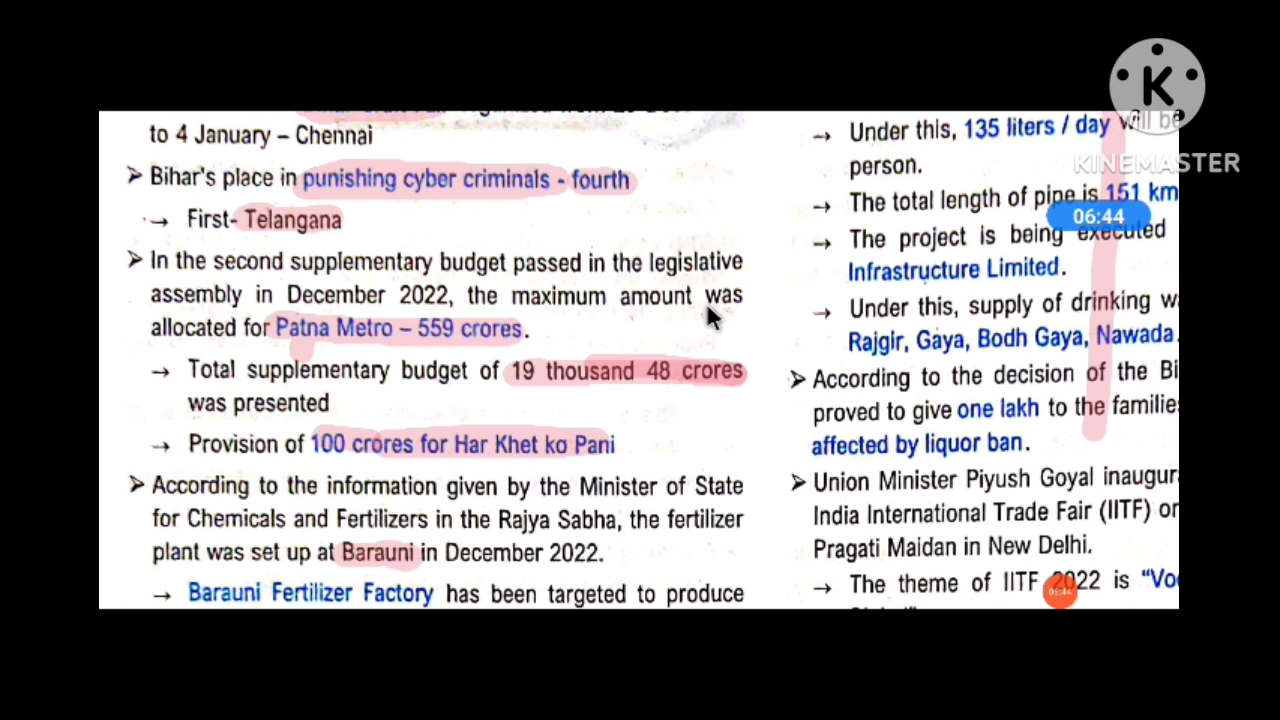 to 4 January – Chennai
➢ Bihar's place in punishing cyber criminals - fourth
→ First- Telangana
➢ In the second supplementary budget passed in the legislative
assembly in December 2022, the maximum amount was
allocated for Patna Metro – 559 crores.
→ Total supplementary budget of 19 thousand 48 crores
was presented
→ Provision of 100 crores for Har Khet ko Pani
➢ According to the information given by the Minister of State
for Chemicals and Fertilizers in the Rajya Sabha, the fertilizer
plant was set up at Barauni in December 2022.
→ Barauni Fertilizer Factory has been targeted to produce
→ Under this, 135 liters / day will be
person.
→ The total length of pipe is 151 km
→ The project is being executed
Infrastructure Limited.
→ Under this, supply of drinking
Rajgir, Gaya, Bodh Gaya, Nawada
➢ According to the decision of the Bi
proved to give one lakh to the familie
affected by liquor ban.
➢ Union Minister Piyush Goyal inaugur
India International Trade Fair (IITF) or
Pragati Maidan in New Delhi.
→ The theme of IITF 2022 is "Vo
K
KINEMASTER
06:44
06:44